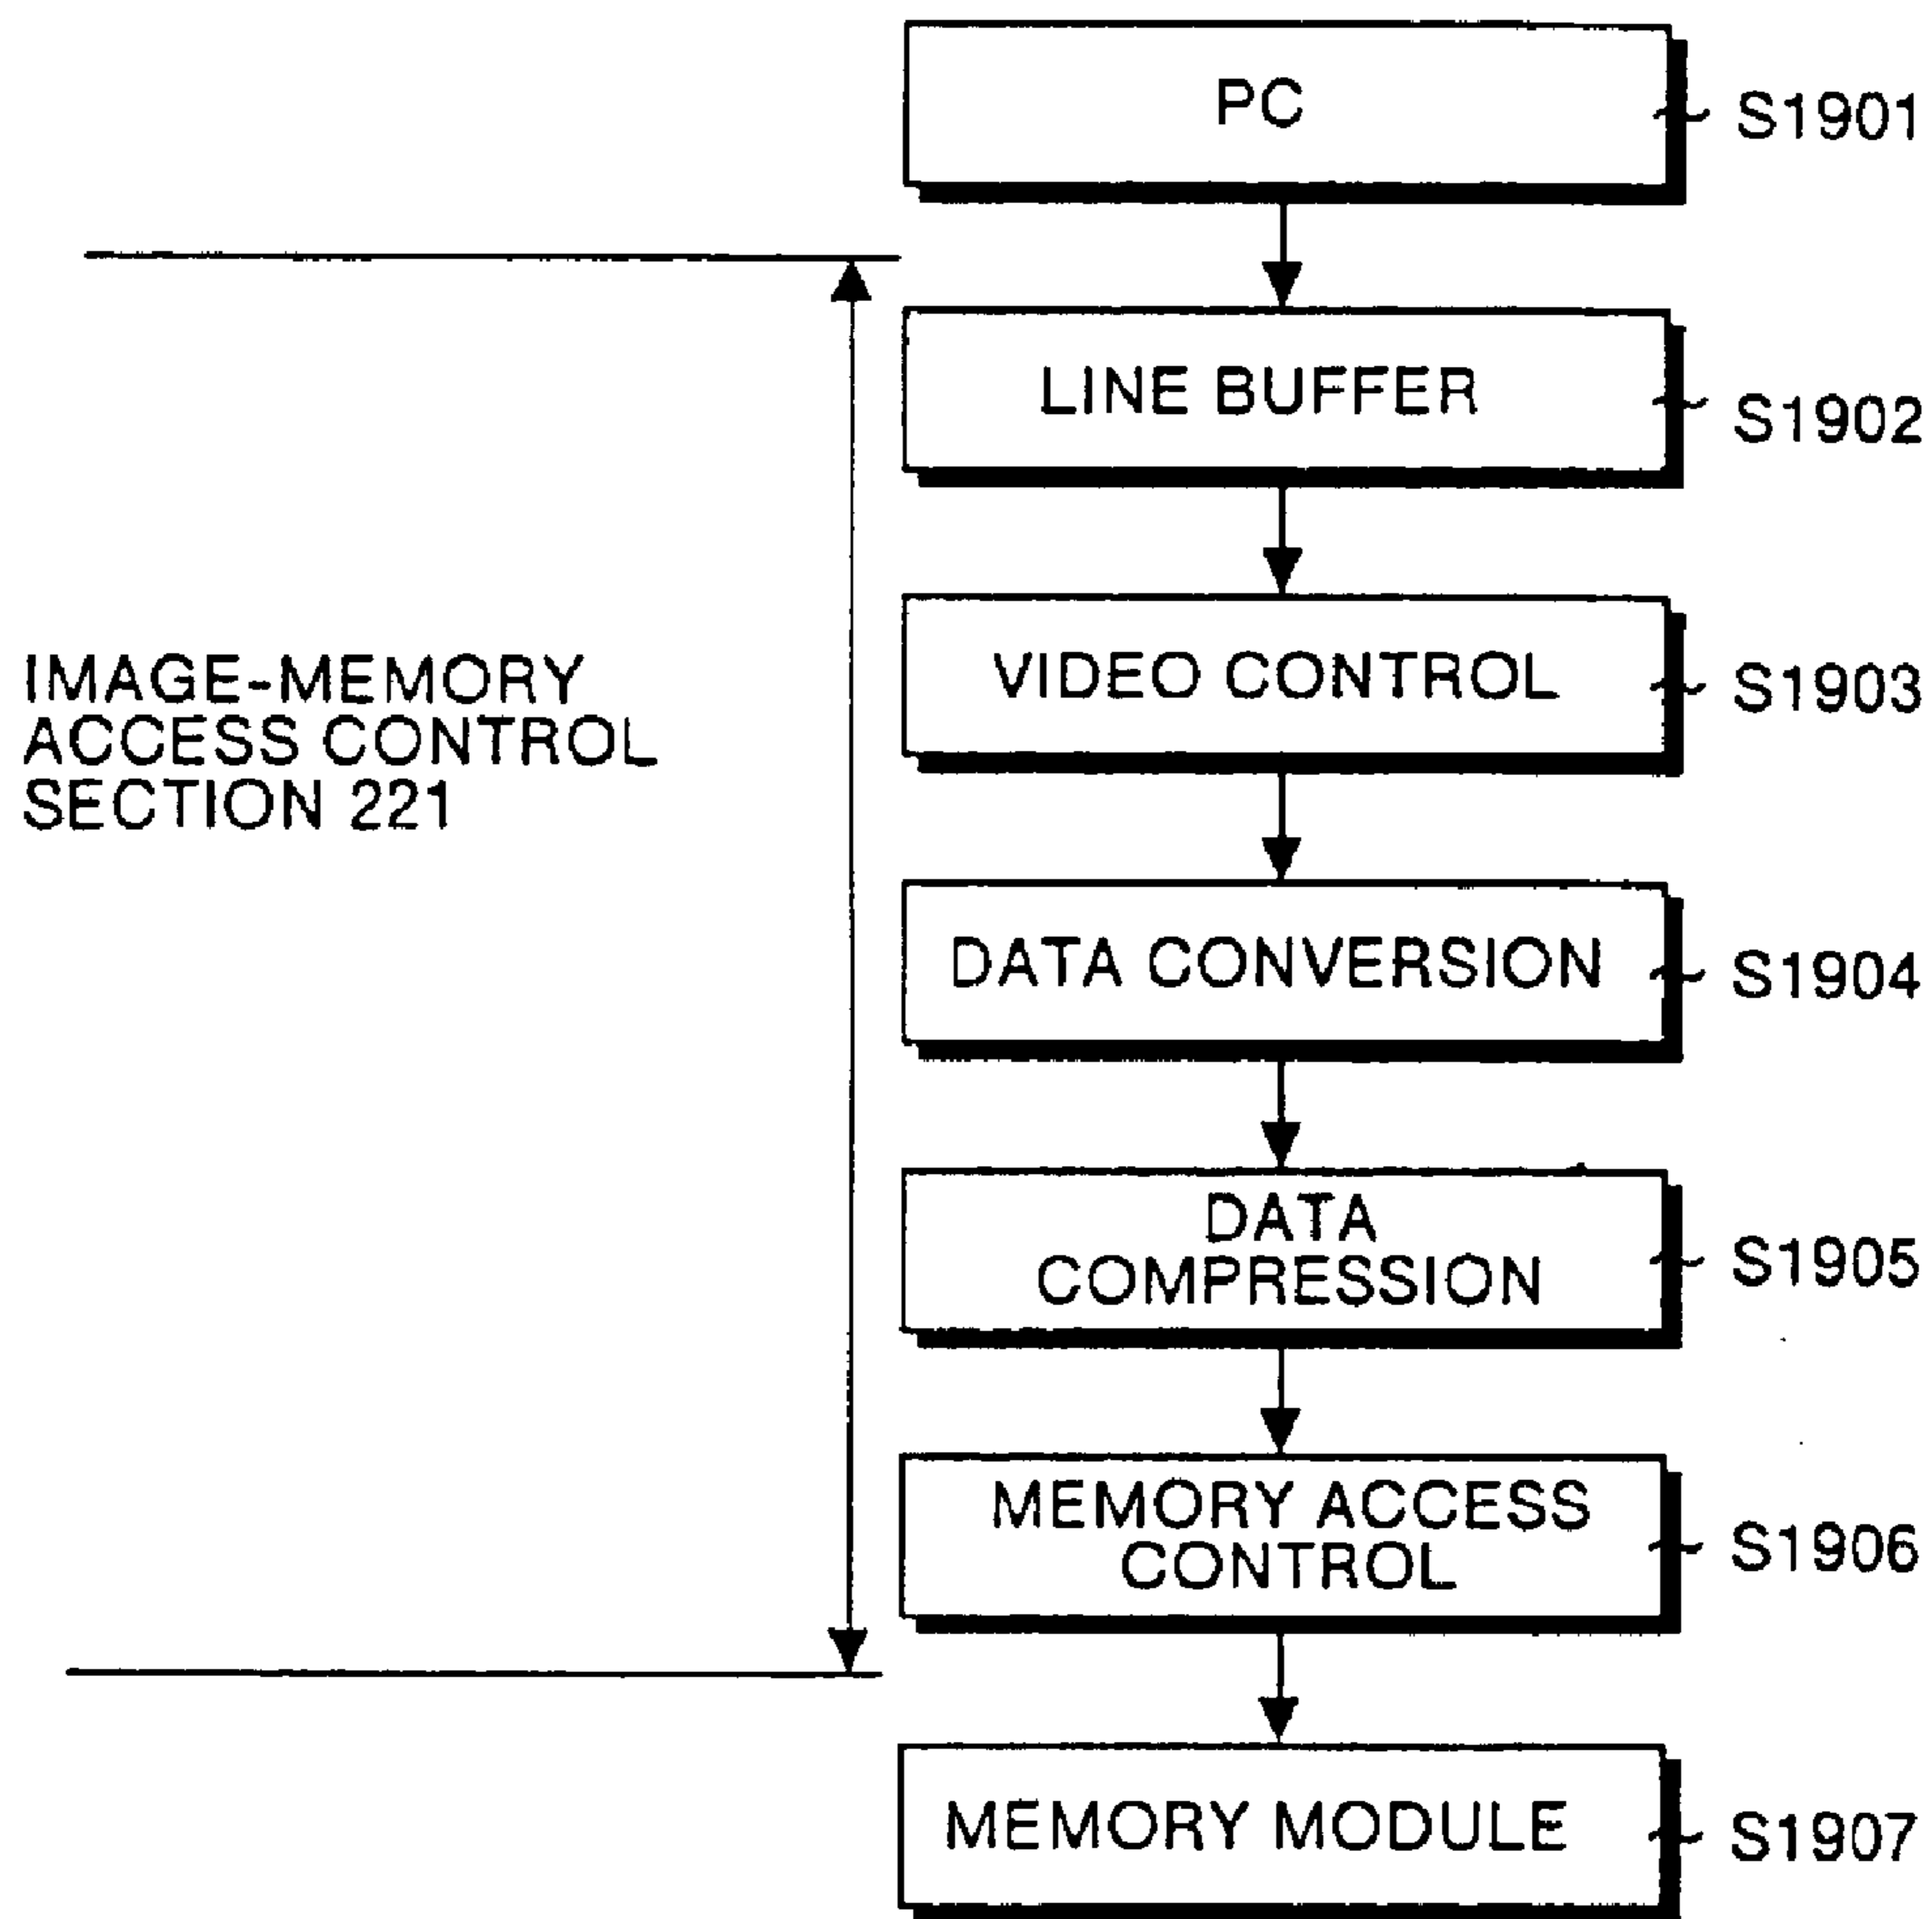 PC
S1901
LINE BUFFER
S1902
IMAGE-MEMORY
ACCESS CONTROL
SECTION 221
VIDEO CONTROL
S1903
DATA CONVERSION
S1904
DATA
COMPRESSION
S1905
MEMORY ACCESS
CONTROL
S1906
MEMORY MODULE
S1907